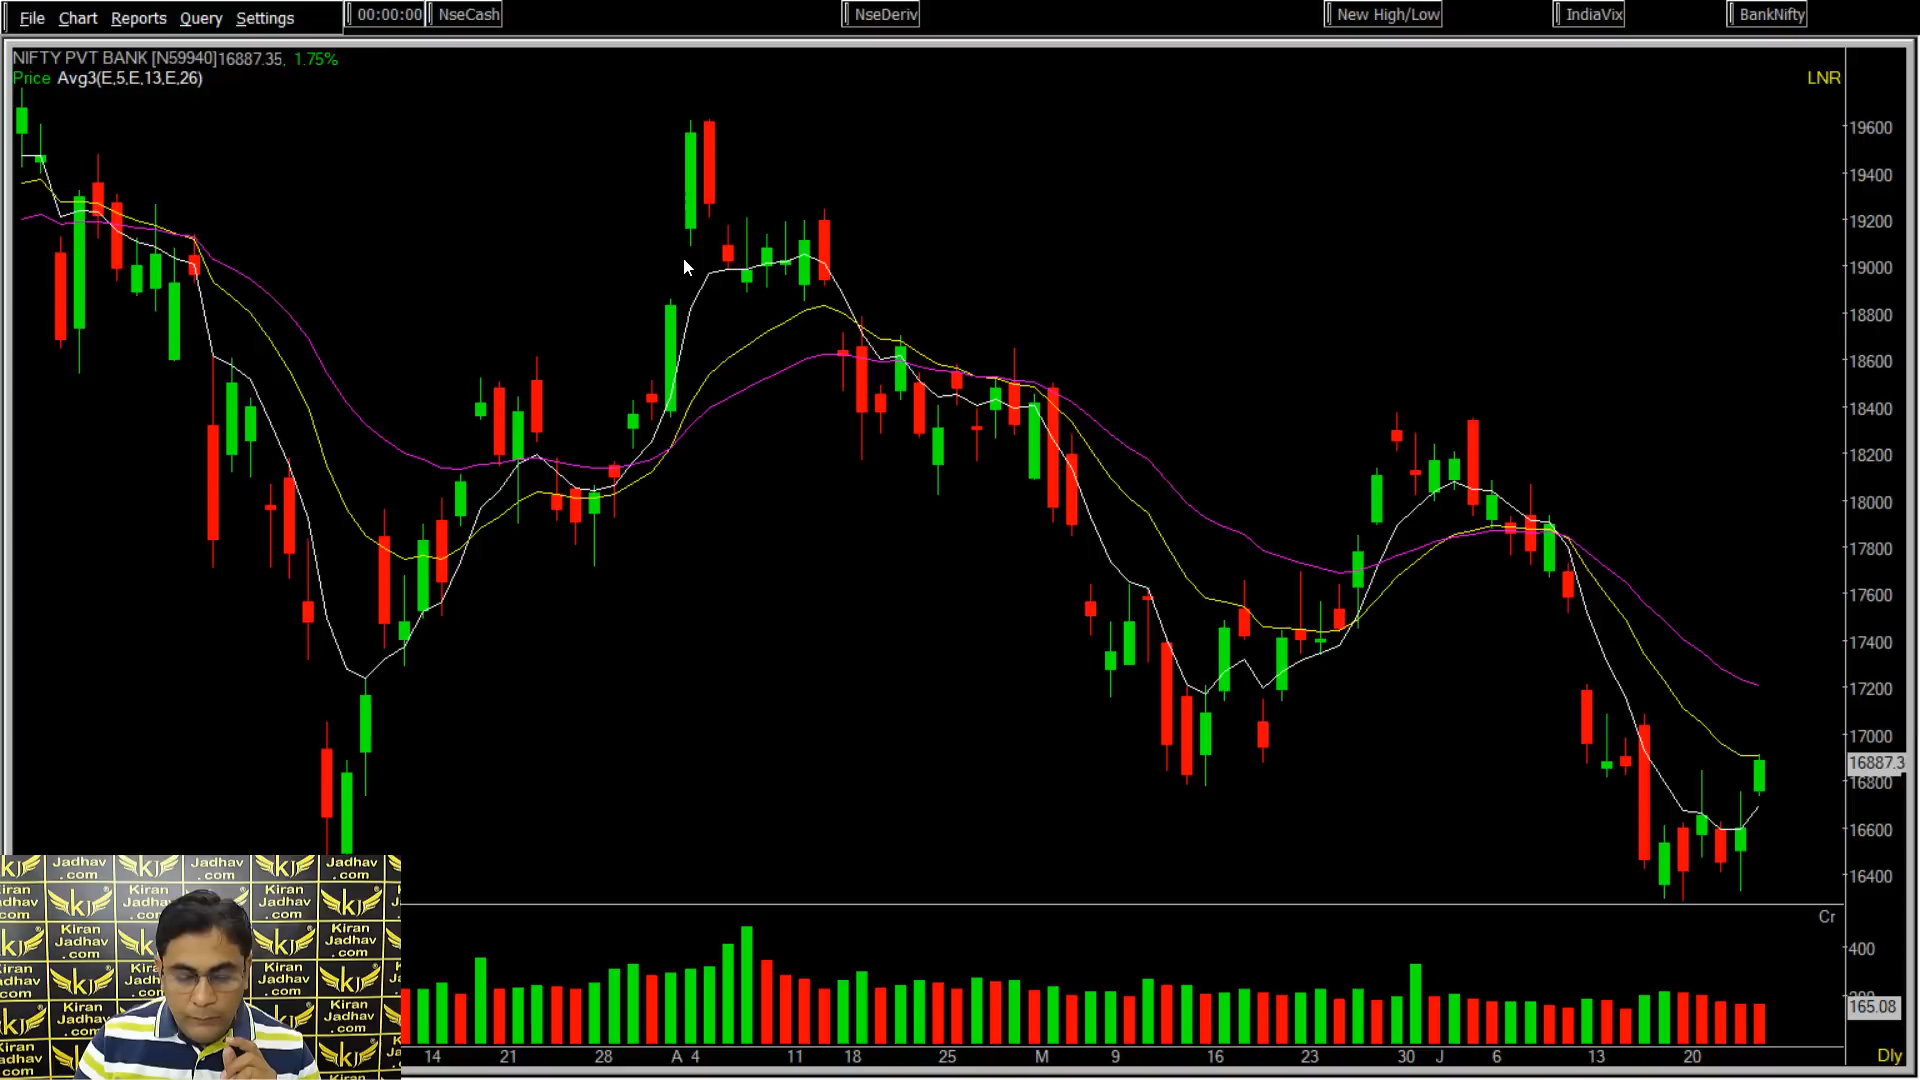 File Chart Reports Query Settings
00:00:00 NseCash
NseDeriv
New High/Low
IndiaVix
BankNifty
NIFTY PVT BANK [N59940]16887.35, 1.75%
Price Avg3(E,5,E,13,E,26)
LNR
19600
19400
19200
19000
18800
18600
18400
18200
18000
17800
17600
17400
17200
17000
16887.3
16800
16600
16400
Cr
400
165.08
14 21 28 A 4 11 18 25 M 9 16 23 30 J 6 13 20
Dly
Jadhav .com
Kiran Jadhav .com
KJ